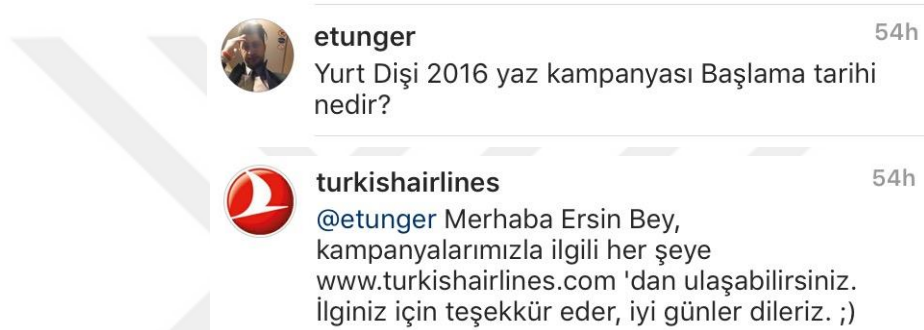 etunger 54h
Yurt Dişi 2016 yaz kampanyası Başlama tarihi
nedir?
turkishairlines 54h
@etunger Merhaba Ersin Bey,
kampanyalarımızla ilgili her şeye
www.turkishairlines.com 'dan ulaşabilirsiniz.
İlginiz için teşekkür eder, iyi günler dileriz. ;)